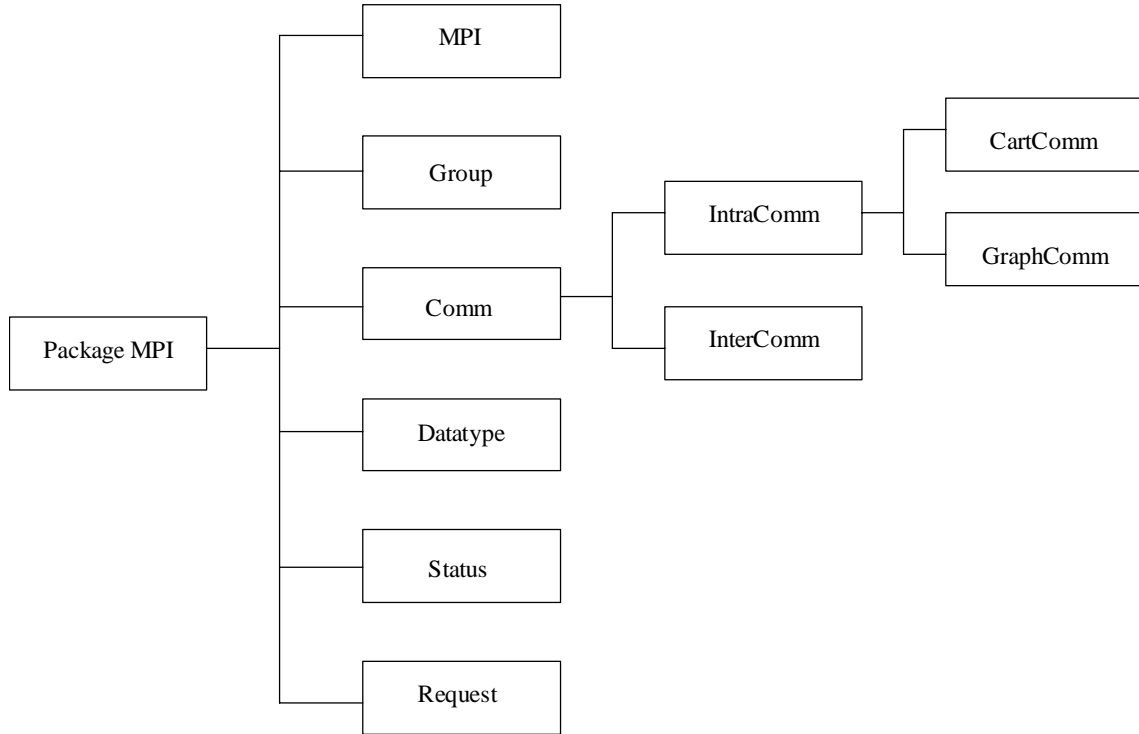 MPI
CartComm
Group
IntraComm
GraphComm
Comm
Package MPI
InterComm
Datatype
Status
Request